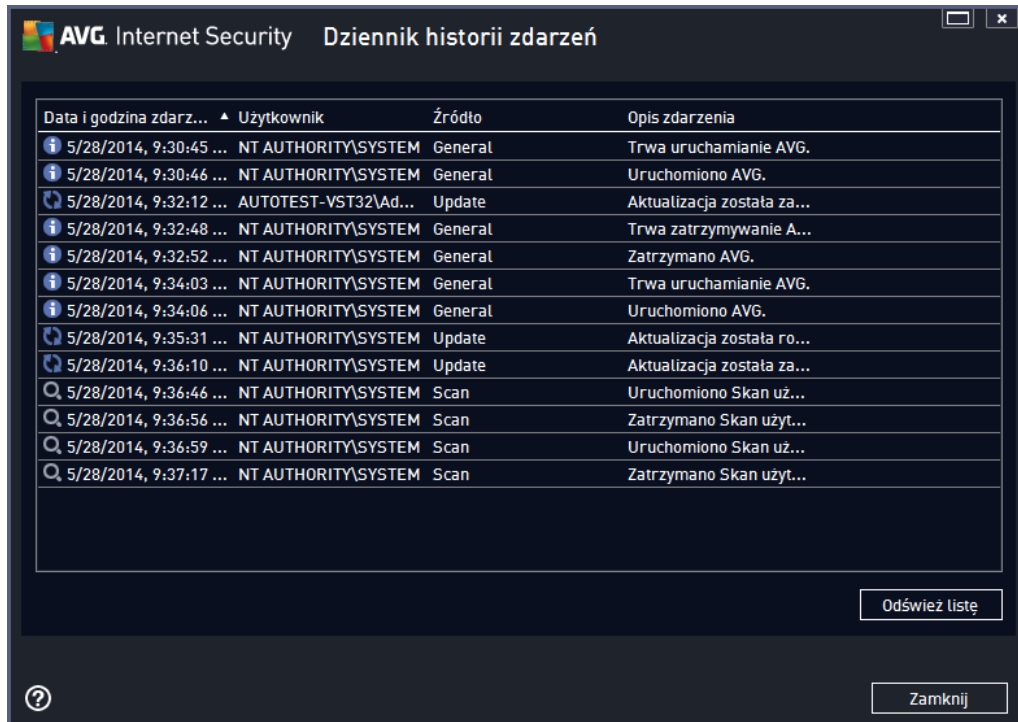 AVG. Internet Security Dziennik historii zdarzeń
Data i godzina zdarz... Użytkownik Źródło Opis zdarzenia
5/28/2014, 9:30:45 ... NT AUTHORITY\SYSTEM General Trwa uruchamianie AVG.
5/28/2014, 9:30:46 ... NT AUTHORITY\SYSTEM General Uruchomiono AVG.
5/28/2014, 9:32:12 ... AUTOTEST-VST32\Ad... Update Aktualizacja została za...
5/28/2014, 9:32:48 ... NT AUTHORITY\SYSTEM General Trwa zatrzymywanie A...
5/28/2014, 9:32:52 ... NT AUTHORITY\SYSTEM General Zatrzymano AVG.
5/28/2014, 9:34:03 ... NT AUTHORITY\SYSTEM General Trwa uruchamianie AVG.
5/28/2014, 9:34:06 ... NT AUTHORITY\SYSTEM General Uruchomiono AVG.
5/28/2014, 9:35:31 ... NT AUTHORITY\SYSTEM Update Aktualizacja została ro...
5/28/2014, 9:36:10 ... NT AUTHORITY\SYSTEM Update Aktualizacja została za...
5/28/2014, 9:36:46 ... NT AUTHORITY\SYSTEM Scan Uruchomiono Skan uż...
5/28/2014, 9:36:56 ... NT AUTHORITY\SYSTEM Scan Zatrzymano Skan użyt...
5/28/2014, 9:36:59 ... NT AUTHORITY\SYSTEM Scan Uruchomiono Skan uż...
5/28/2014, 9:37:17 ... NT AUTHORITY\SYSTEM Scan Zatrzymano Skan użyt...
Odśwież listę
Zamknij